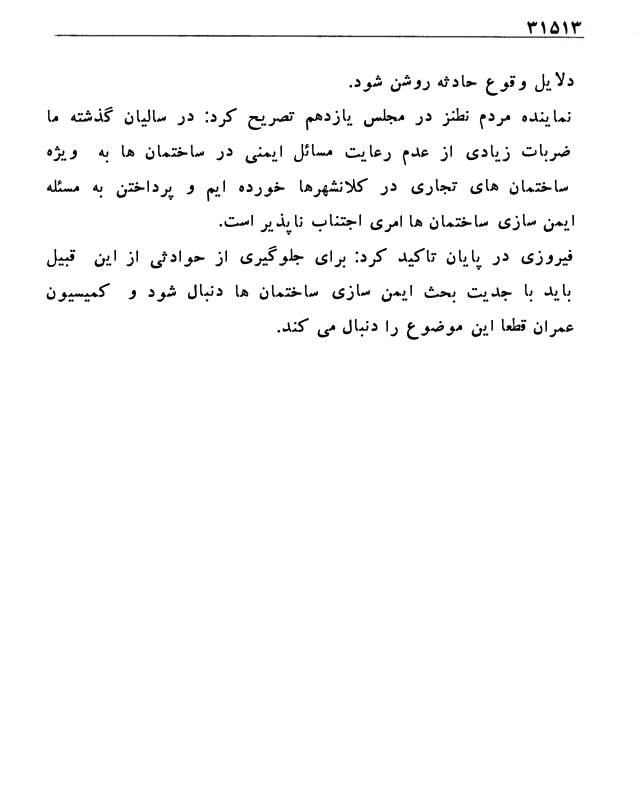 ۳۱۵۱۳
دلایل وقوع حادثه روشن شود.
نماینده مردم نطنز در مجلس یازدهم تصریح کرد: در سالیان گذشته ما
ضربات زیادی از عدم رعایت مسائل ایمنی در ساختمان ها به ویژه
ساختمان های تجاری در کلانشهرها خورده ایم و پرداختن به مسئله
ایمن سازی ساختمان ها امری اجتناب ناپذیر است.
فیروزی در پایان تاکید کرد: برای جلوگیری از حوادثی از این قبیل
باید با جدیت بحث ایمن سازی ساختمان ها دنبال شود و کمیسیون
عمران قطعا این موضوع را دنبال می کند.